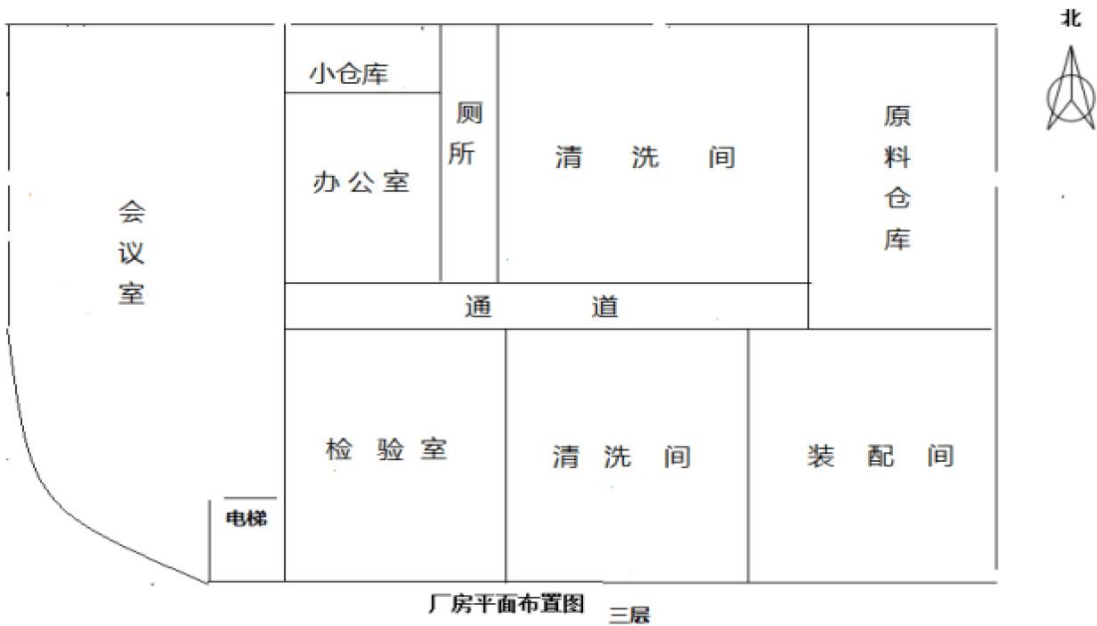 北
小仓库
厕所
原料仓库
清洗间
办公室
会议室
通道
检验室
清洗间
装配间
电梯
厂房平面布置图
三层